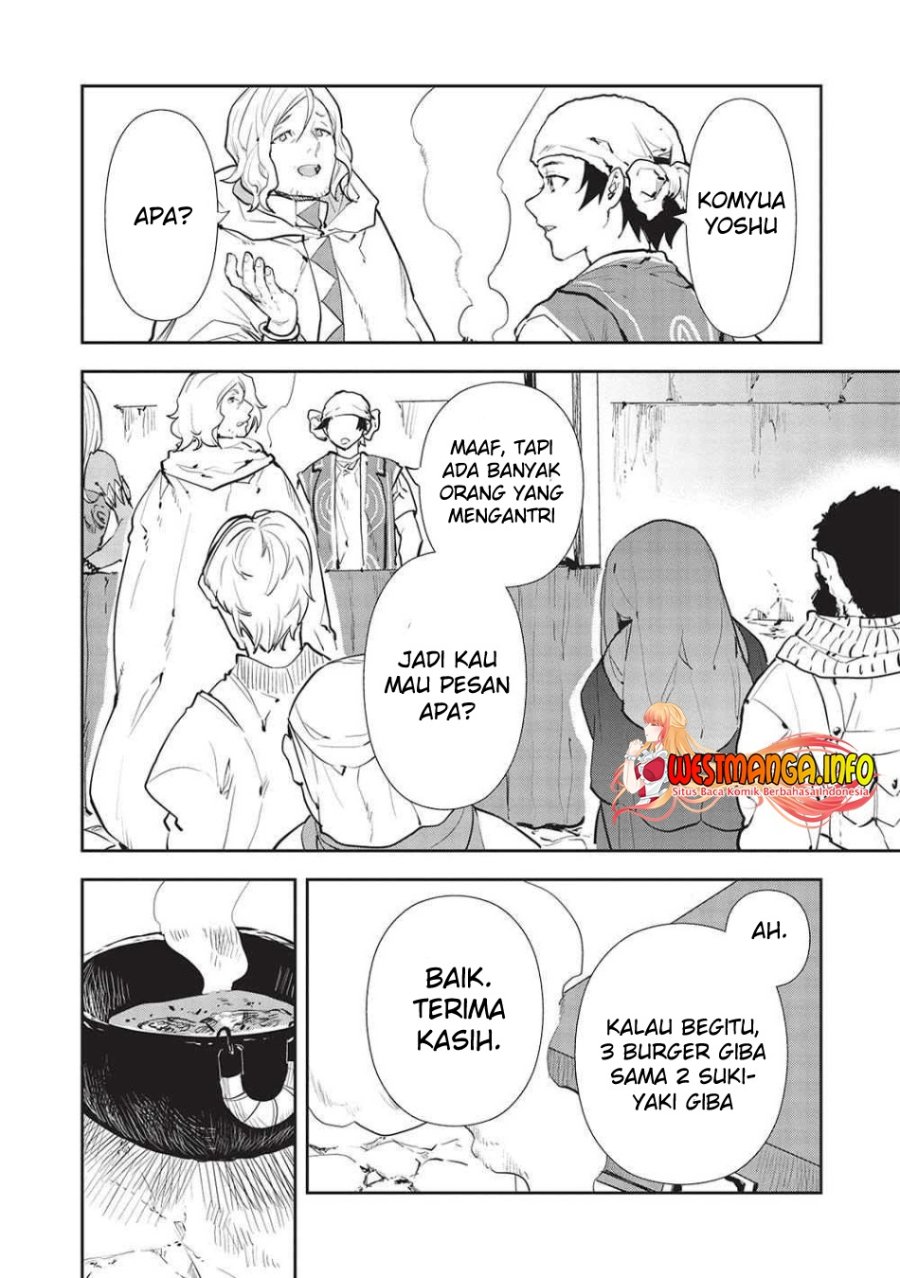 KOMYUA
YOSHU
APA?
MAAF, TAPI
ADA BANYAK
ORANG YANG
MENGANTRI
JADI KAU
MAU PESAN
APA?
WESTMANGA.INFO
Situs Baca Komik Berbahasa Indonesia
AH.
KALAU BEGITU,
3 BURGER GIBA
SAMA 2 SUKI-
YAKI GIBA
BAIK.
TERIMA
KASIH.